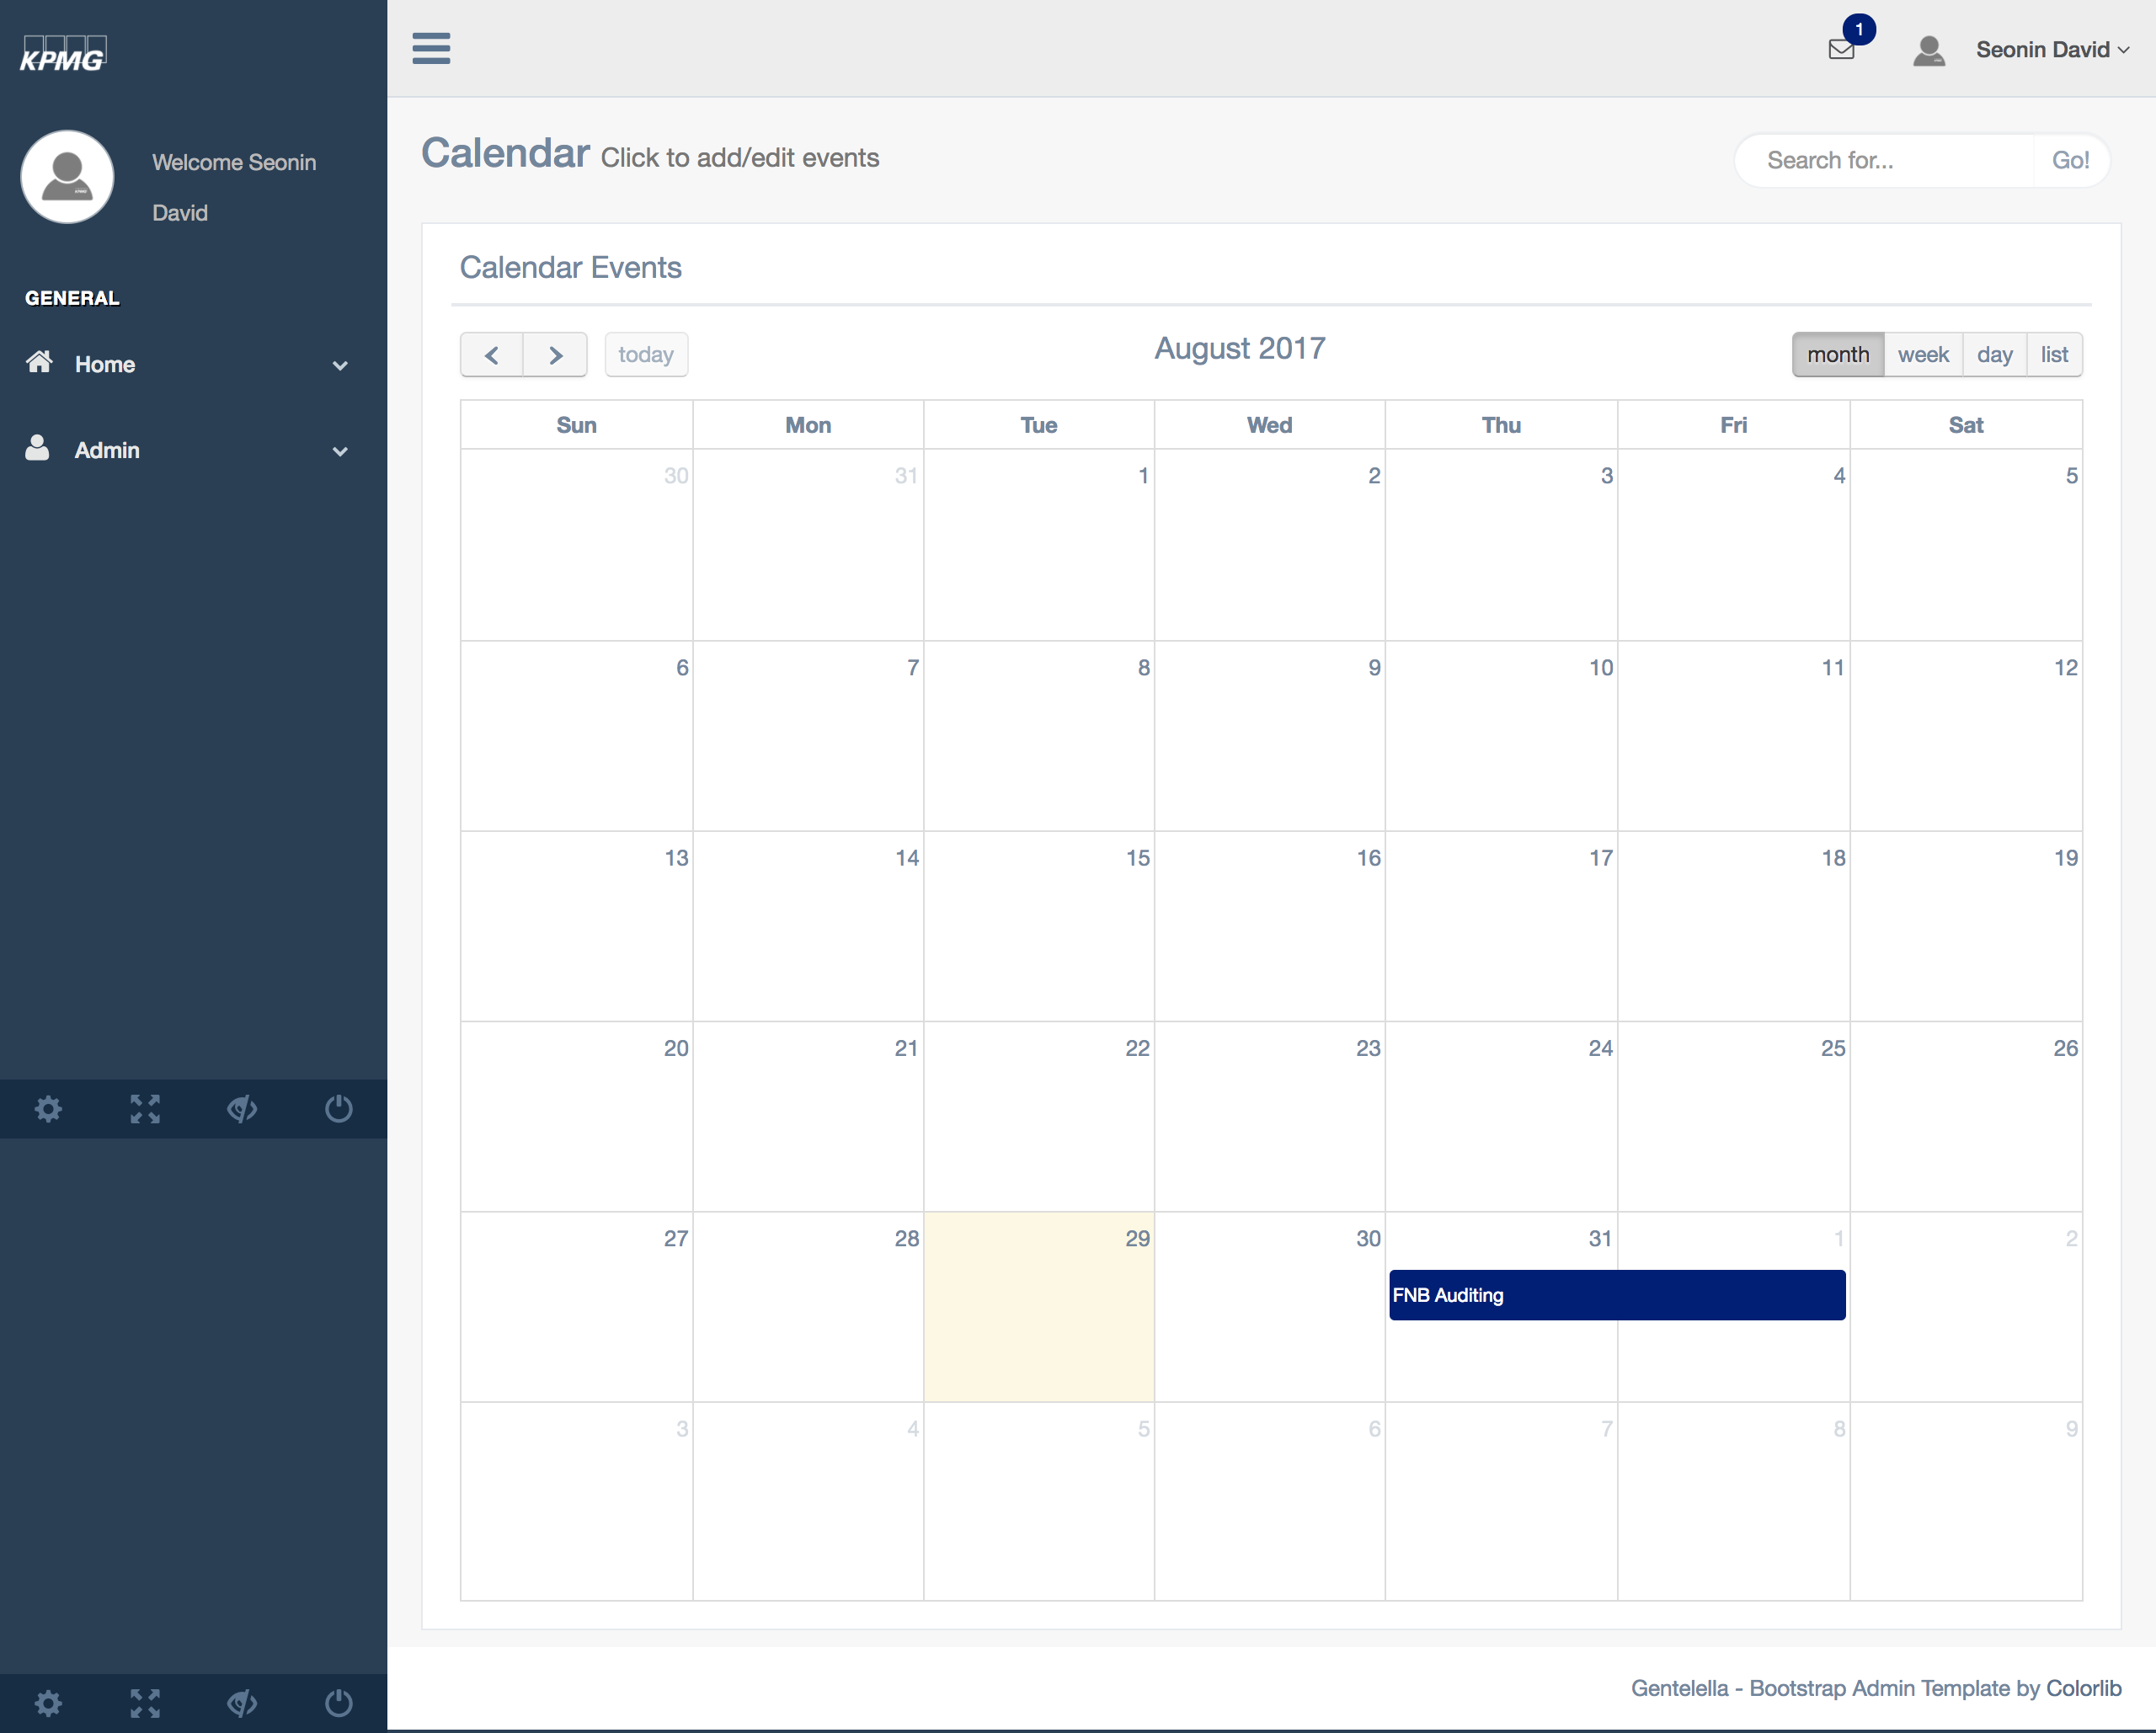 KPMG
1
Seonin David
Welcome Seonin
David
GENERAL
Home
Admin
Calendar Click to add/edit events
Search for... Go!
Calendar Events
today
August 2017
month week day list
Sun Mon Tue Wed Thu Fri Sat
30 31 1 2 3 4 5
6 7 8 9 10 11 12
13 14 15 16 17 18 19
20 21 22 23 24 25 26
27 28 29 30 31 1 2
FNB Auditing
3 4 5 6 7 8 9
Gentelella - Bootstrap Admin Template by Colorlib